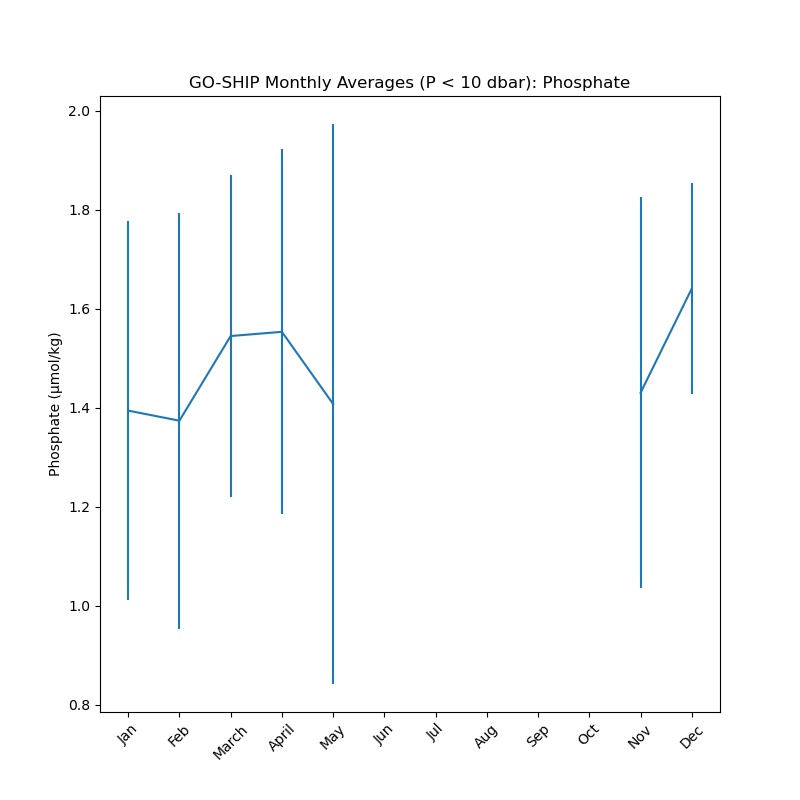 GO-SHIP Monthly Averages (P < 10 dbar): Phosphate
Phosphate (μmol/kg)
2.0
1.8
1.6
1.4
1.2
1.0
0.8
Jan
Feb
March
April
May
Jun
Jul
Aug
Sep
Oct
Nov
Dec